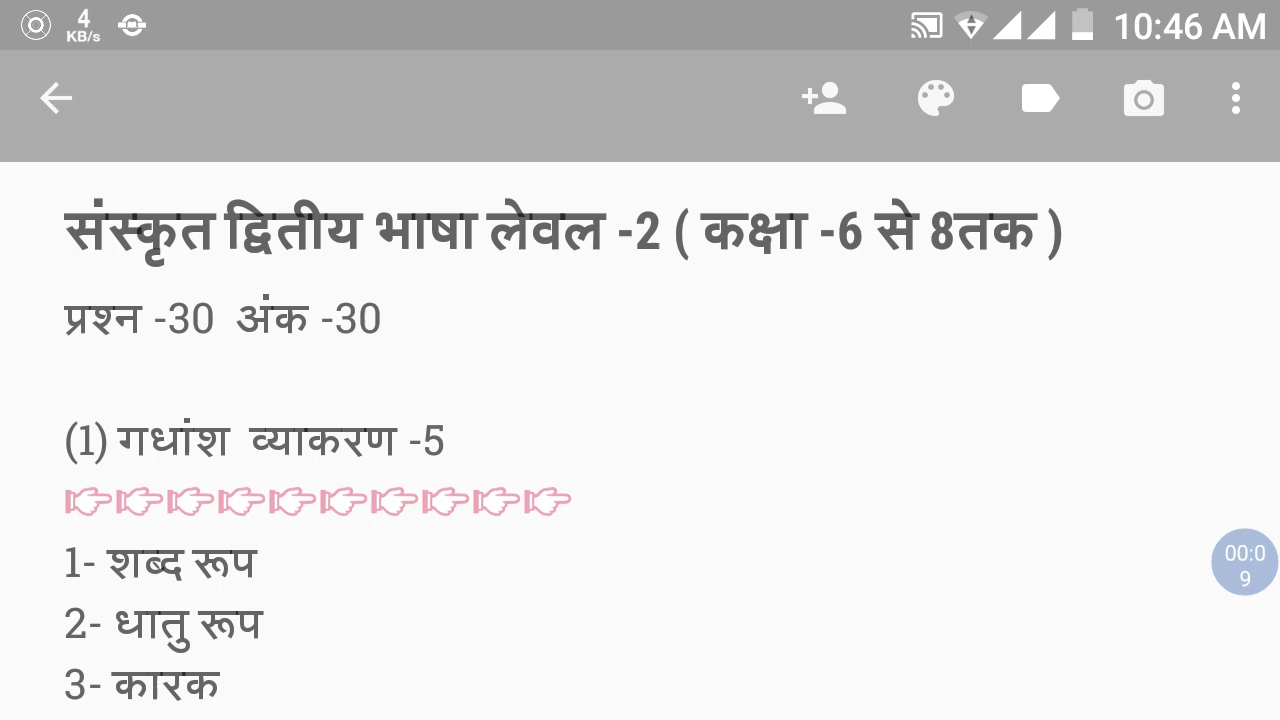 4
KB/s
10:46 AM
संस्कृत द्वितीय भाषा लेवल -2 ( कक्षा -6 से 8तक )
प्रश्न -30 अंक -30
(1) गधांश व्याकरण -5
1- शब्द रूप
2- धातु रूप
3- कारक
00:0
9